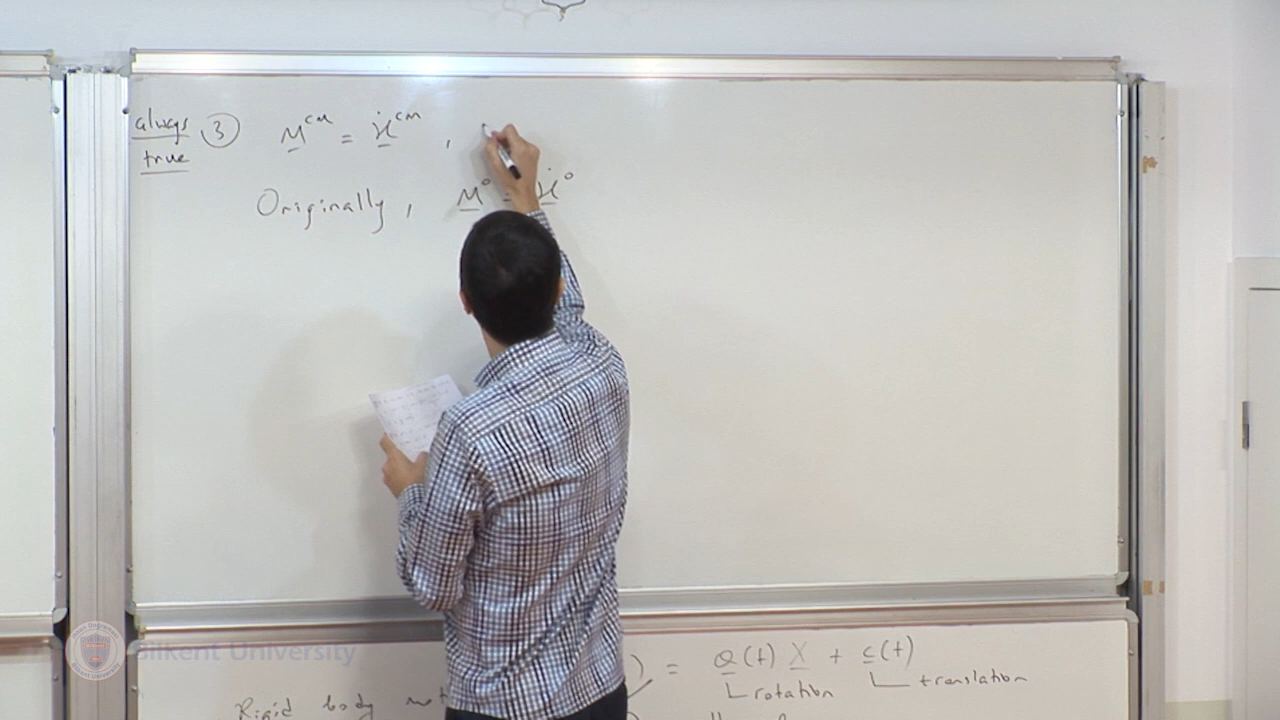 always true ③ M^CM = Ḣ^CM ,
Originally , M^o = Ḣ^o
) = Q(t) X + c(t)
rotation translation
Rigid body
Bilkent University